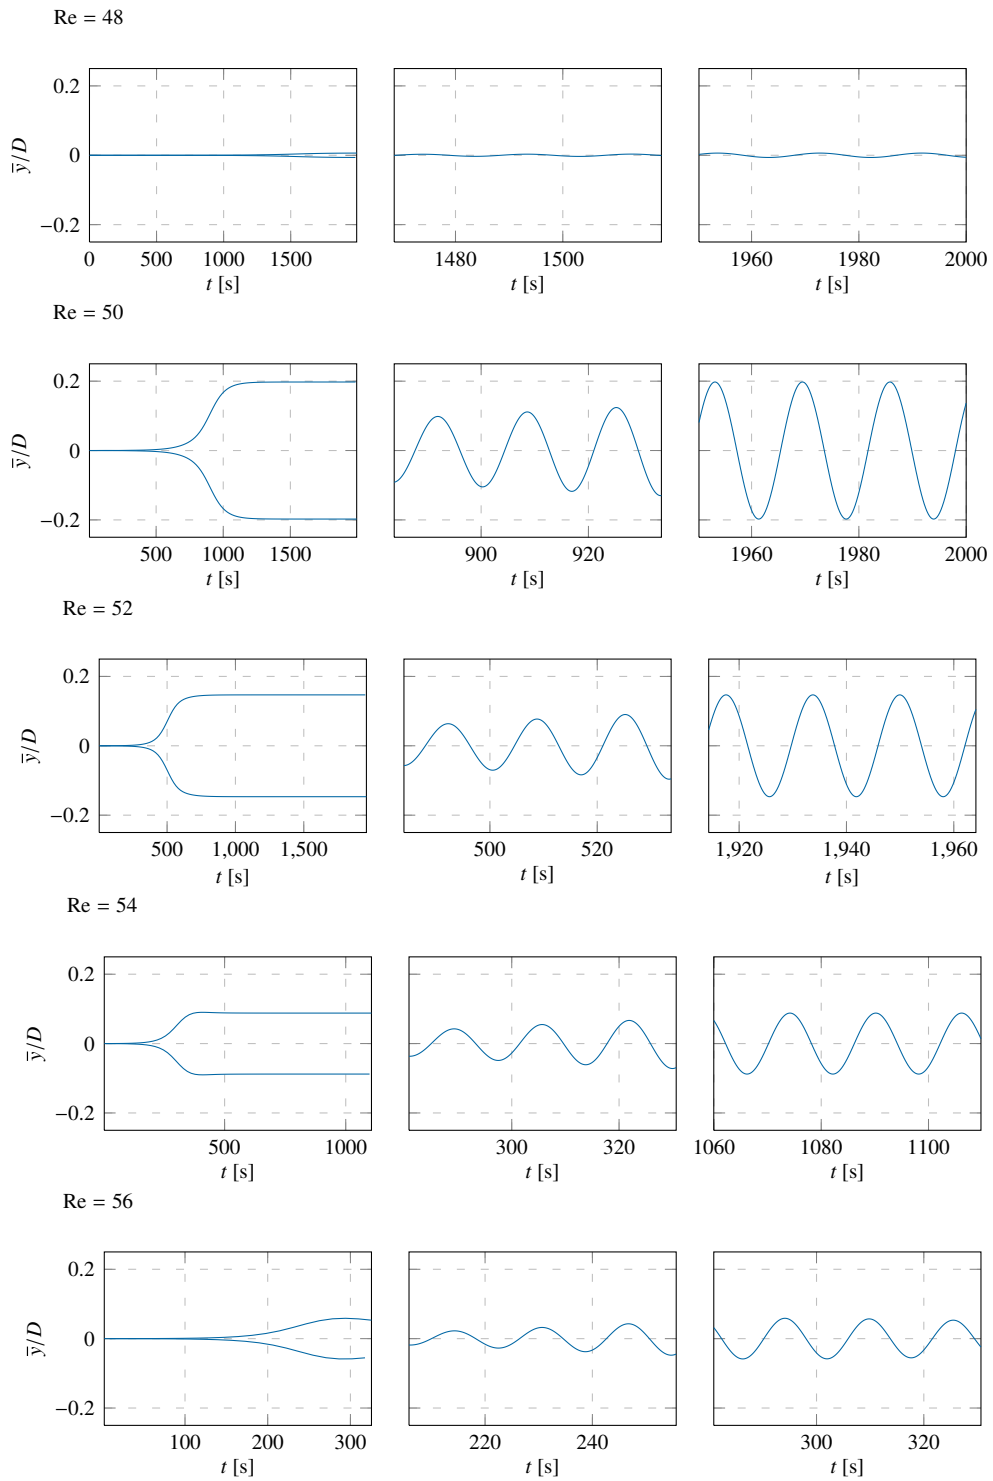 Re = 48
0.2
0
−0.2
y̅/D
0 500 1000 1500
1480 1500
1960 1980 2000
t [s] t [s] t [s]
Re = 50
0.2
0
−0.2
y̅/D
500 1000 1500
900 920
1960 1980 2000
t [s] t [s] t [s]
Re = 52
0.2
0
−0.2
y̅/D
500 1,000 1,500
500 520
1,920 1,940 1,960
t [s] t [s] t [s]
Re = 54
0.2
0
−0.2
y̅/D
500 1000
300 320
1060 1080 1100
t [s] t [s] t [s]
Re = 56
0.2
0
−0.2
y̅/D
100 200 300
220 240
300 320
t [s] t [s] t [s]